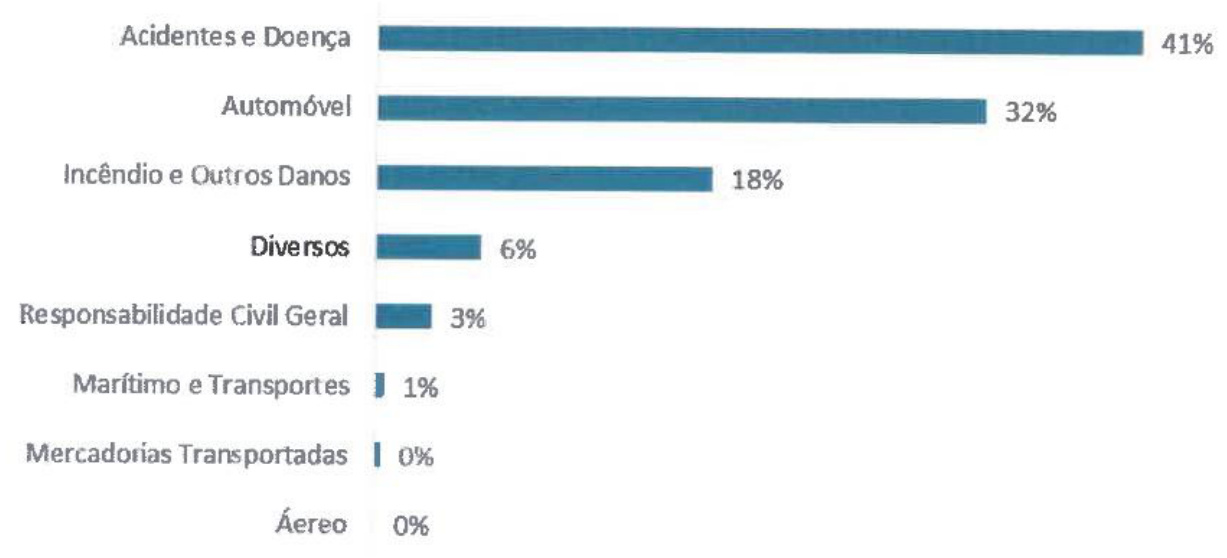 Acidentes e Doença 41%
Automóvel 32%
Incêndio e Outros Danos 18%
Diversos 6%
Responsabilidade Civil Geral 3%
Marítimo e Transportes 1%
Mercadorias Transportadas 0%
Áereo 0%